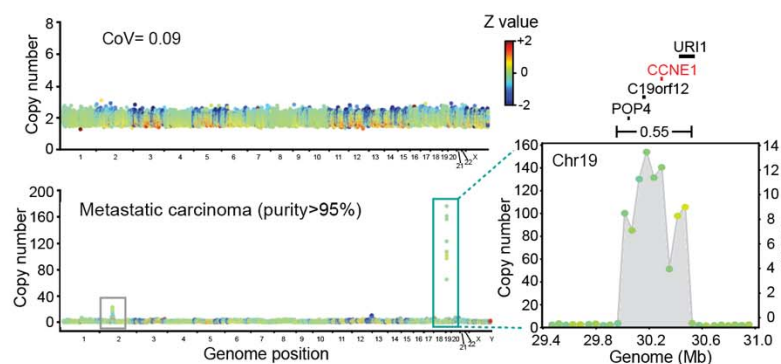 CoV= 0.09
Copy number
8
6
4
2
0
1 2 3 4 5 6 7 8 9 10 11 12 13 14 15 16 17 18 19 20 21 22 X
Z value
+2
0
-2
Metastatic carcinoma (purity>95%)
Copy number
200
160
120
80
40
0
1 2 3 4 5 6 7 8 9 10 11 12 13 14 15 16 17 18 19 20 21 22 X Y
Genome position
URI1
CCNE1
C19orf12
POP4
0.55
Chr19
Copy number
160
140
120
100
80
60
40
20
0
14
12
10
8
6
4
2
0
29.4 29.8 30.2 30.6 31.0
Genome (Mb)